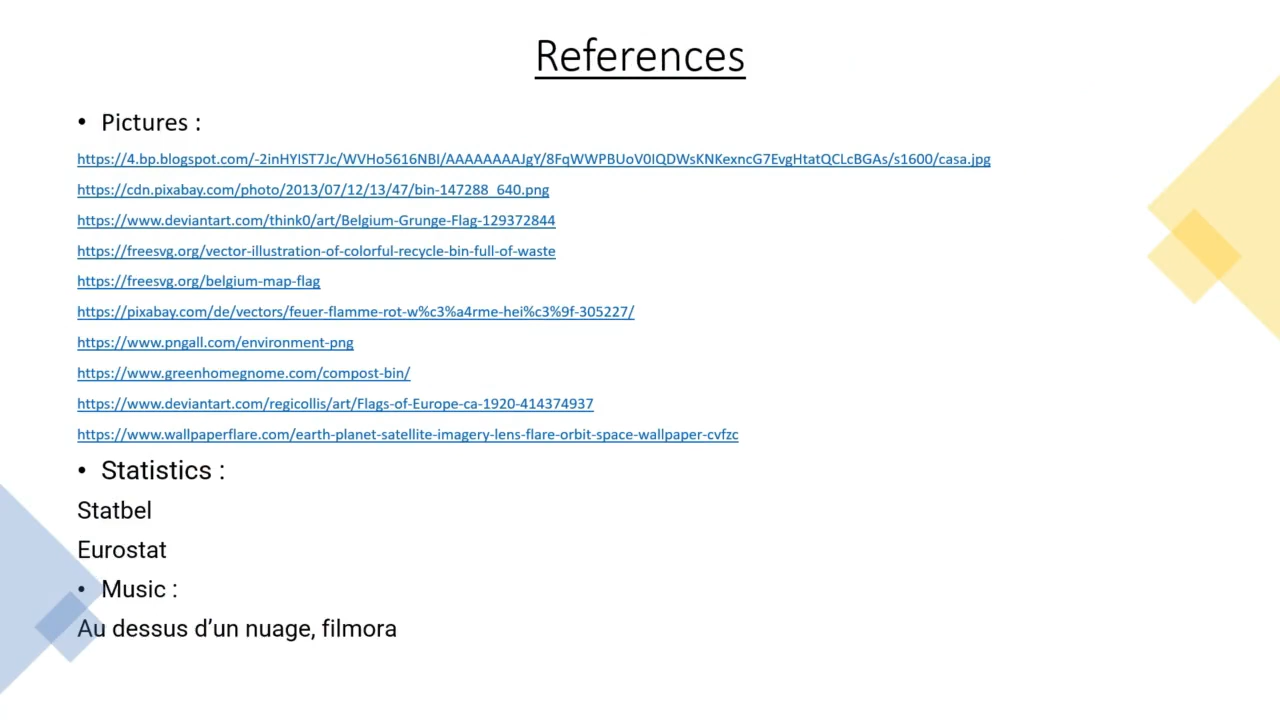 References
• Pictures :
https://4.bp.blogspot.com/-2inHYIST7Jc/WVHo5616NBI/AAAAAAAAJgY/8FqWWPBUoV0IQDWsKNKexncG7EvgHtatQCLcBGAs/s1600/casa.jpg
https://cdn.pixabay.com/photo/2013/07/12/13/47/bin-147288_640.png
https://www.deviantart.com/think0/art/Belgium-Grunge-Flag-129372844
https://freesvg.org/vector-illustration-of-colorful-recycle-bin-full-of-waste
https://freesvg.org/belgium-map-flag
https://pixabay.com/de/vectors/feuer-flamme-rot-w%c3%a4rme-hei%c3%9f-305227/
https://www.pngall.com/environment-png
https://www.greenhomegnome.com/compost-bin/
https://www.deviantart.com/regicollis/art/Flags-of-Europe-ca-1920-414374937
https://www.wallpaperflare.com/earth-planet-satellite-imagery-lens-flare-orbit-space-wallpaper-cvfzc
• Statistics :
Statbel
Eurostat
• Music :
Au dessus d’un nuage, filmora